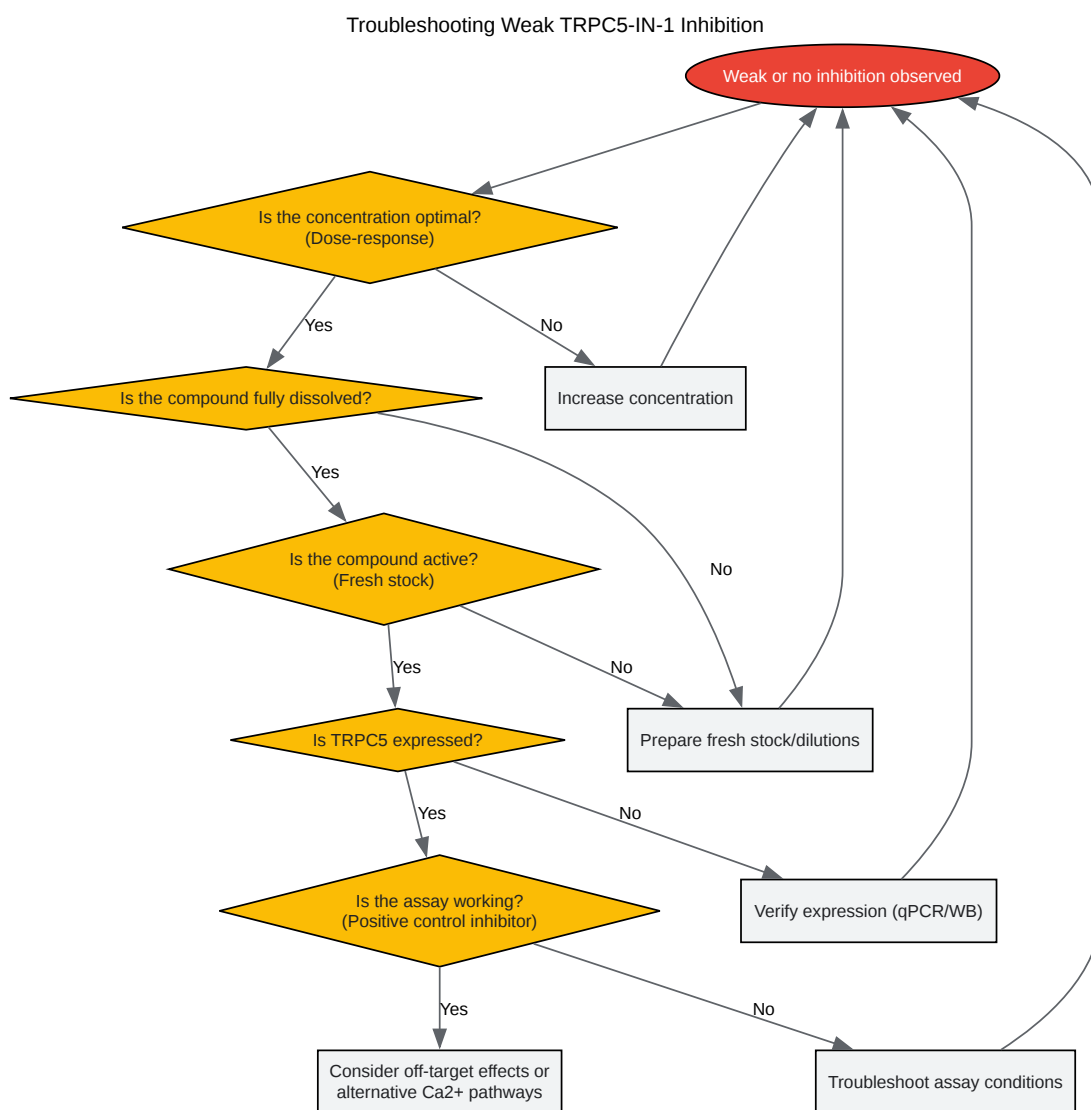 Troubleshooting Weak TRPC5-IN-1 Inhibition
Weak or no inhibition observed
Is the concentration optimal?
(Dose-response)
Yes
No
Is the compound fully dissolved?
Increase concentration
Yes
Is the compound active?
(Fresh stock)
No
Yes
No
Is TRPC5 expressed?
Prepare fresh stock/dilutions
Yes
No
Is the assay working?
(Positive control inhibitor)
Verify expression (qPCR/WB)
Yes
No
Consider off-target effects or
alternative Ca2+ pathways
Troubleshoot assay conditions